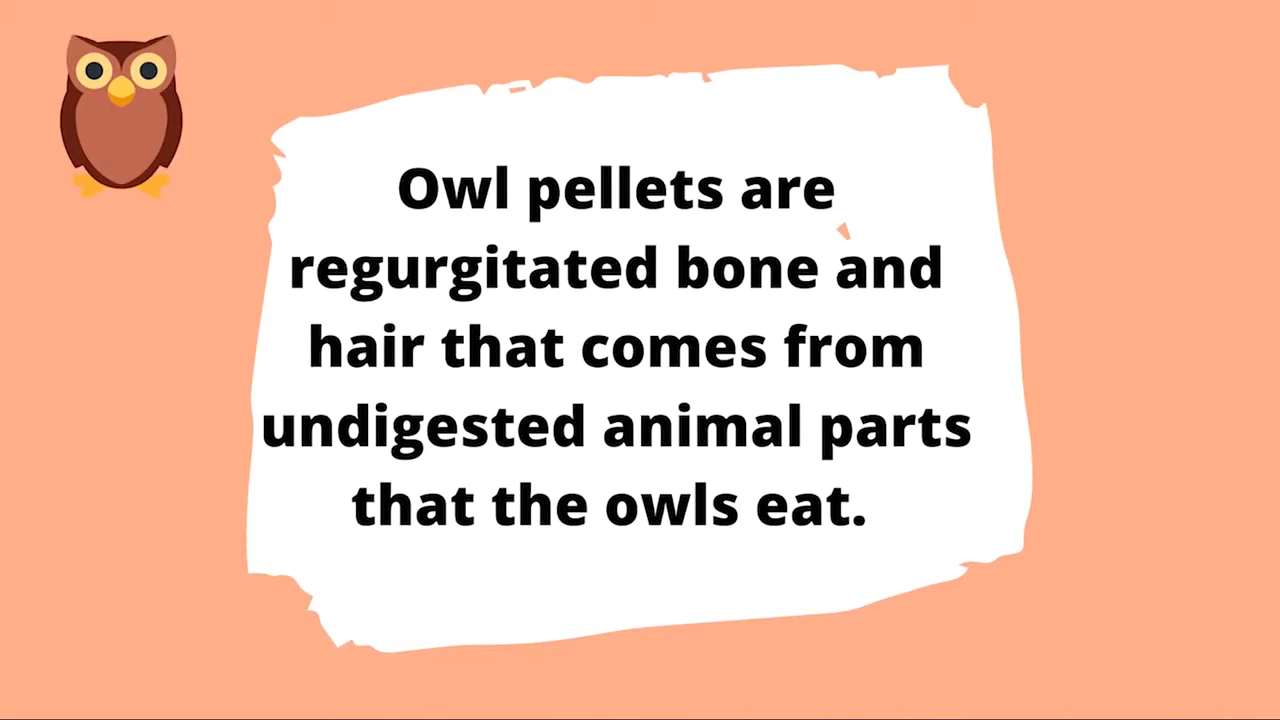 Owl pellets are
regurgitated bone and
hair that comes from
undigested animal parts
that the owls eat.